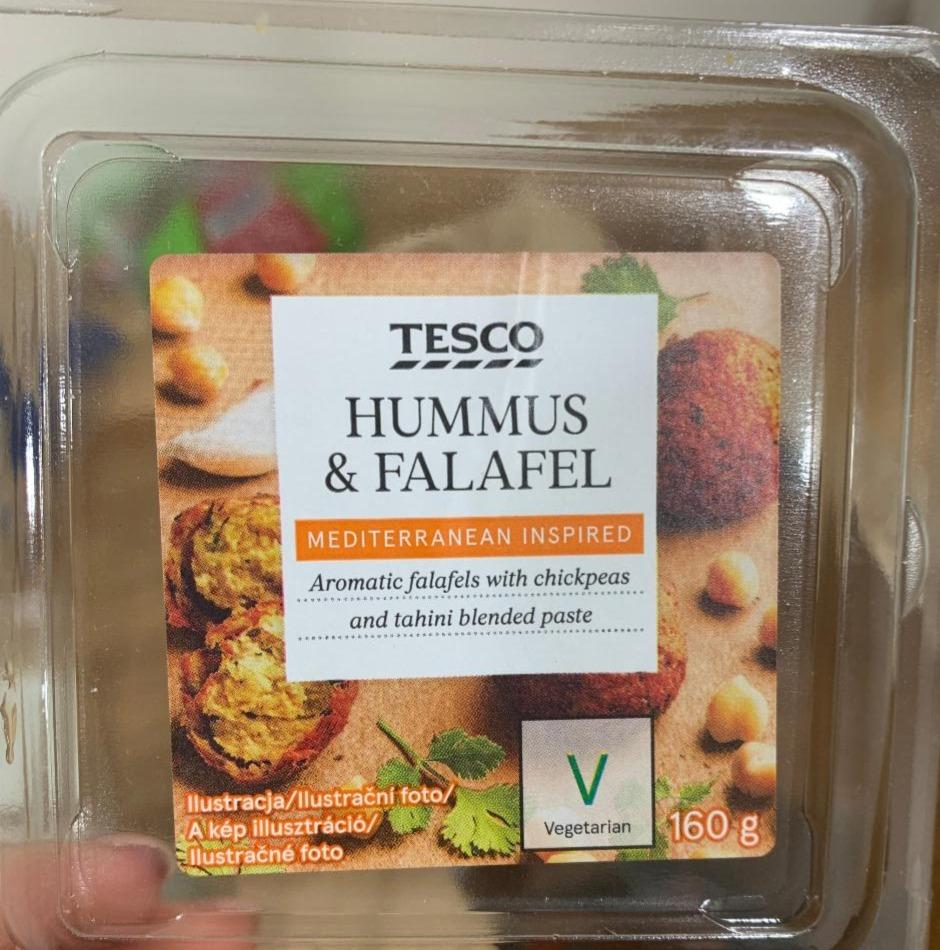 TESCO
HUMMUS
& FALAFEL
MEDITERRANEAN INSPIRED
Aromatic falafels with chickpeas
and tahini blended paste
V
Vegetarian
160 g
Ilustracja/Ilustrační foto/
A kép illusztráció/
Ilustračné foto